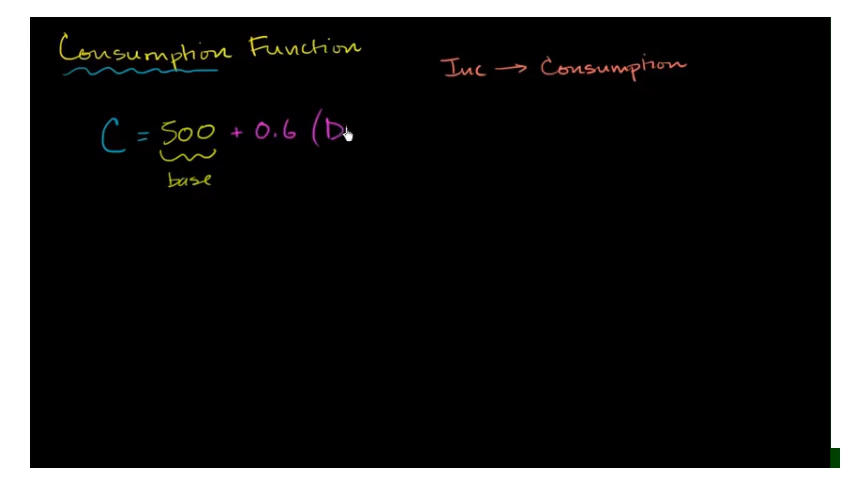 Consumption Function
Inc → Consumption
C = 500 + 0.6 (D
base